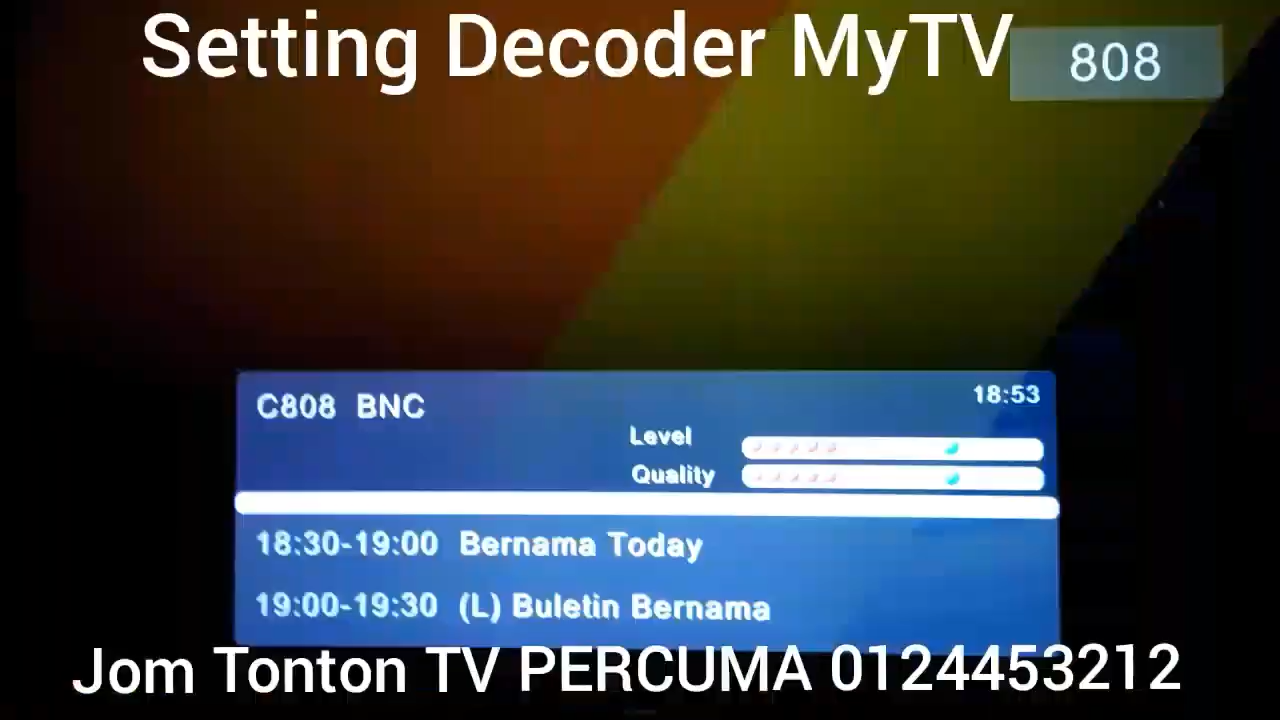 Setting Decoder MyTV
808
C808 BNC
18:53
Level
Quality
18:30-19:00 Bernama Today
19:00-19:30 (L) Buletin Bernama
Jom Tonton TV PERCUMA 0124453212